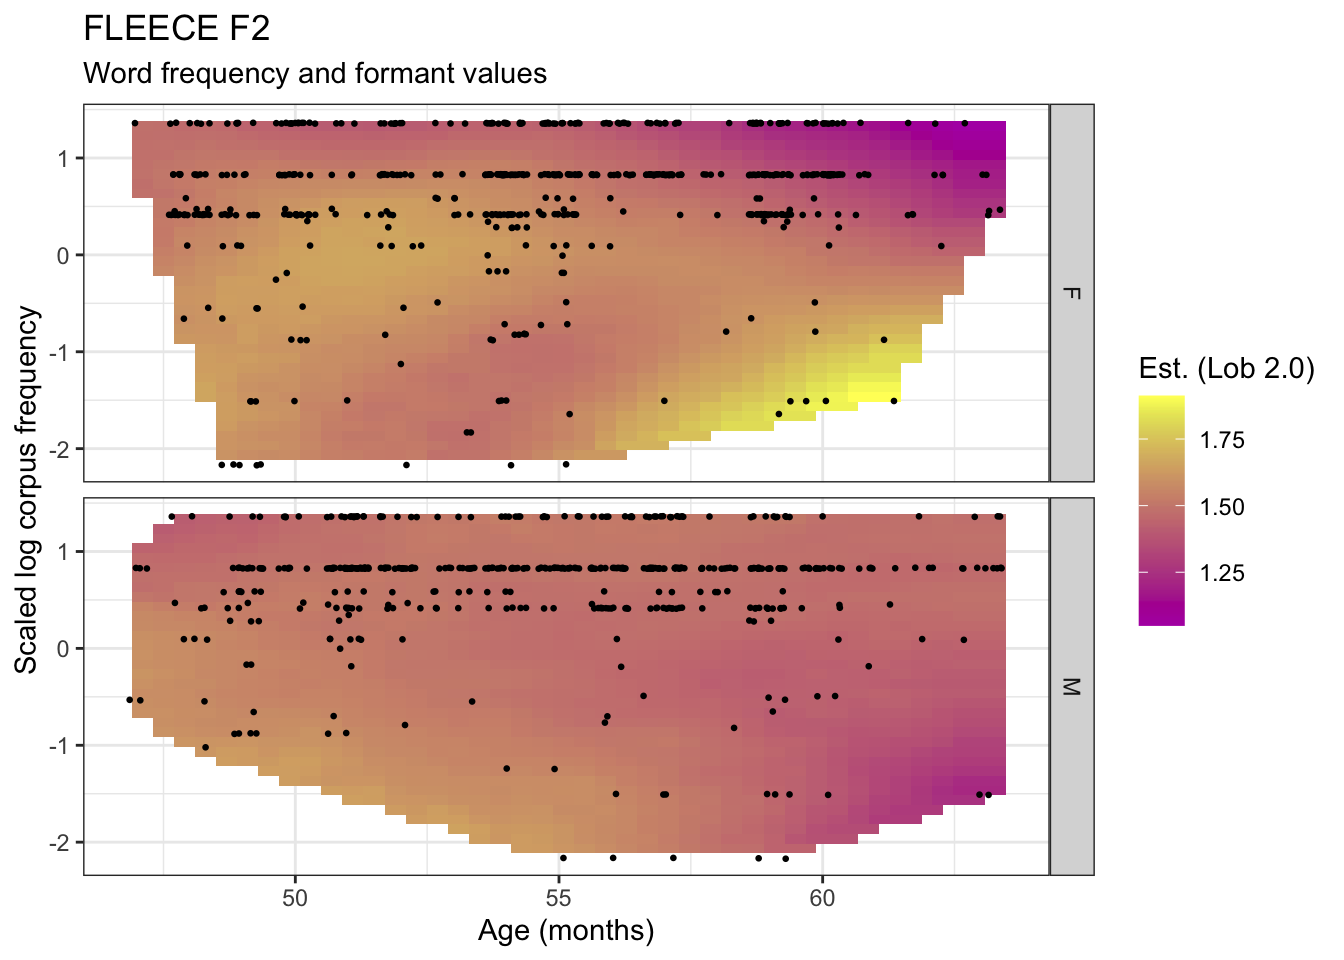 FLEECE F2
Word frequency and formant values
Scaled log corpus frequency
1
0
-1
-2
F
1
0
-1
-2
M
50
55
60
Age (months)
Est. (Lob 2.0)
1.75
1.50
1.25